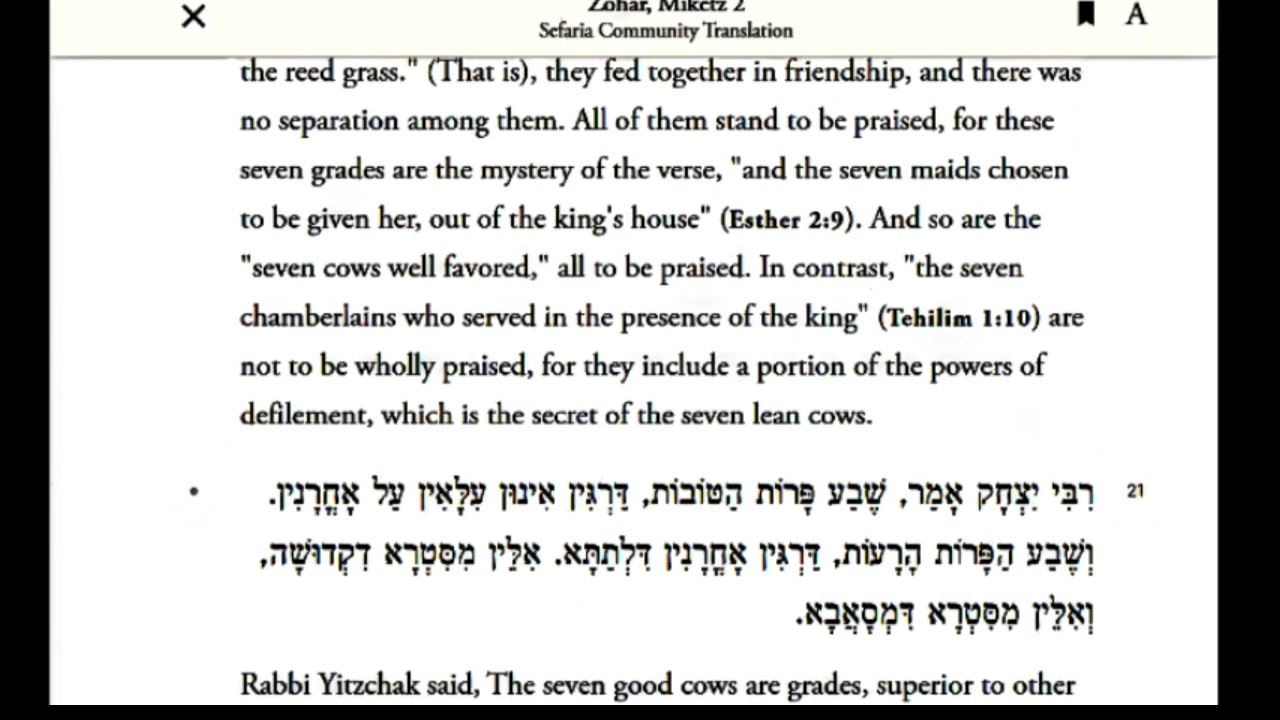 Zohar, Miketz 2
Sefaria Community Translation
A
the reed grass." (That is), they fed together in friendship, and there was
no separation among them. All of them stand to be praised, for these
seven grades are the mystery of the verse, "and the seven maids chosen
to be given her, out of the king's house" (Esther 2:9). And so are the
"seven cows well favored," all to be praised. In contrast, "the seven
chamberlains who served in the presence of the king" (Tehilim 1:10) are
not to be wholly praised, for they include a portion of the powers of
defilement, which is the secret of the seven lean cows.
21
רִבִּי יִצְחָק אָמַר, שֶׁבַע פָּרוֹת הַטּוֹבוֹת, דַּרְגִּין אִינוּן עִלָּאִין עַל אָחֳרָנִין.
וְשֶׁבַע הַפָּרוֹת הָרָעוֹת, דַּרְגִּין אָחֳרָנִין דִּלְתַתָּא. אִלֵּין מִסִּטְרָא דִקְדוּשָׁה,
וְאִלֵּין מִסִּטְרָא דִּמְסָאֲבָא.
Rabbi Yitzchak said, The seven good cows are grades, superior to other